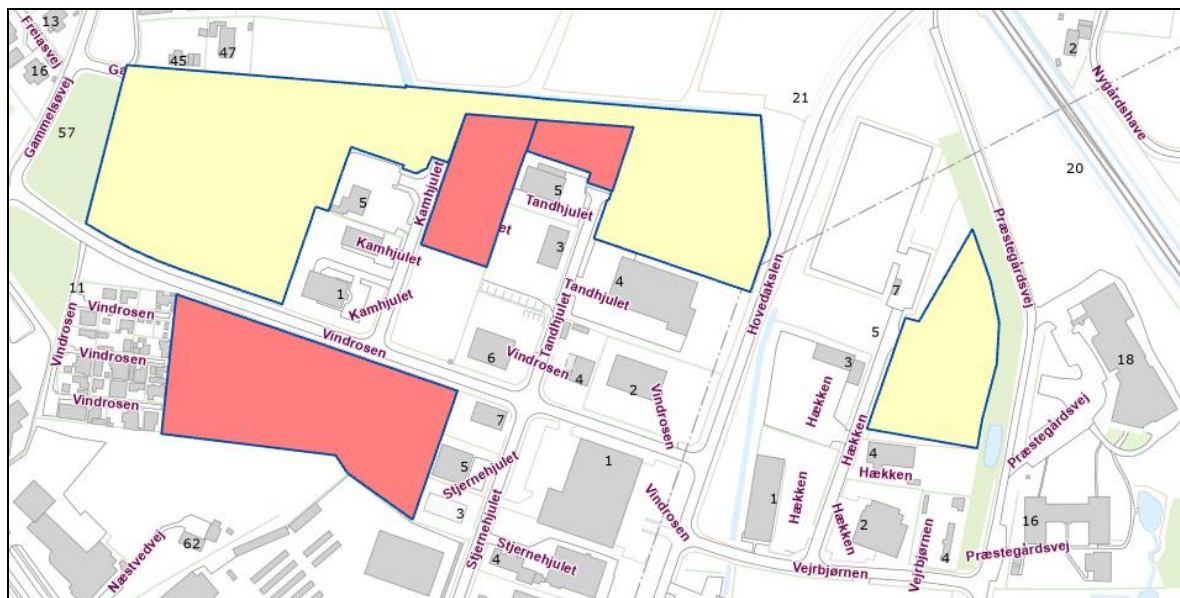 13
Freiasvej
16
45
47
Ga
Gammelsøvej
57
21
2
Nygårdshave
20
Kamhjulet
5
5
Tandhjulet
3
Kamhjulet
Præstegårdsvej
Hovedakslen
11
Vindrosen
Vindrosen
1
Kamhjulet
4
Tandhjulet
7
Vindrosen
Vindrosen
Tandhjulet
6
Vindrosen
4
2
5
3
18
Vindrosen
Vindrosen
Hækken
Hækken
7
5
Stjernehjulet
3
1
4
Hækken
Præstegårdsvej
Vindrosen
1
Hækken
Hækken
2
Vejrbjørnen
4
16
Præstegårdsvej
Næstvedvej
62
Stjernehjulet
Stjernehjulet
4
Vejrbjørnen